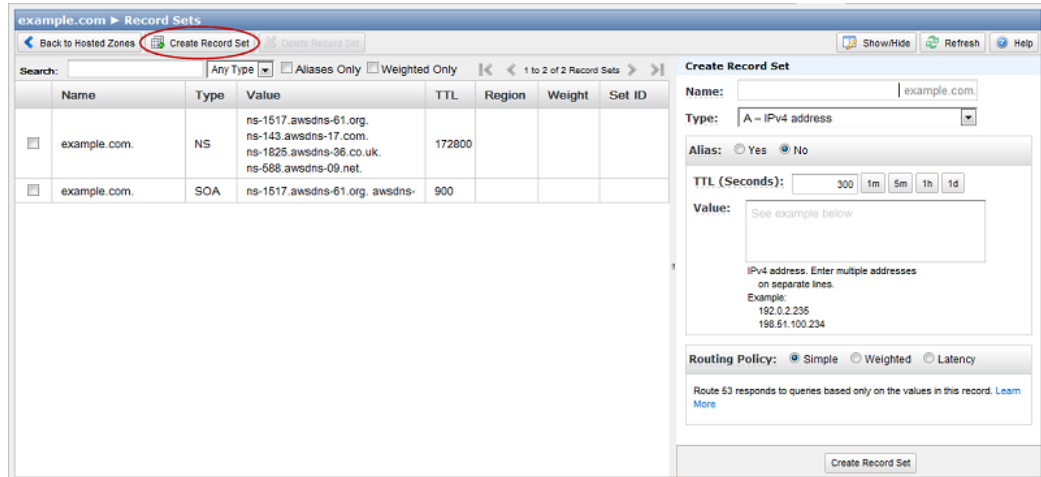 example.com ► Record Sets
Back to Hosted Zones Create Record Set Delete Record Set Show/Hide Refresh Help
Search: Any Type Aliases Only Weighted Only 1 to 2 of 2 Record Sets
Name Type Value TTL Region Weight Set ID
example.com. NS ns-1517.awsdns-61.org. 172800
ns-143.awsdns-17.com.
ns-1825.awsdns-36.co.uk.
ns-588.awsdns-09.net.
example.com. SOA ns-1517.awsdns-61.org. awsdns- 900
Create Record Set
Name: example.com.
Type: A – IPv4 address
Alias: Yes No
TTL (Seconds): 300 1m 5m 1h 1d
Value: See example below
IPv4 address. Enter multiple addresses
on separate lines.
Example:
192.0.2.235
198.51.100.234
Routing Policy: Simple Weighted Latency
Route 53 responds to queries based only on the values in this record. Learn
More
Create Record Set